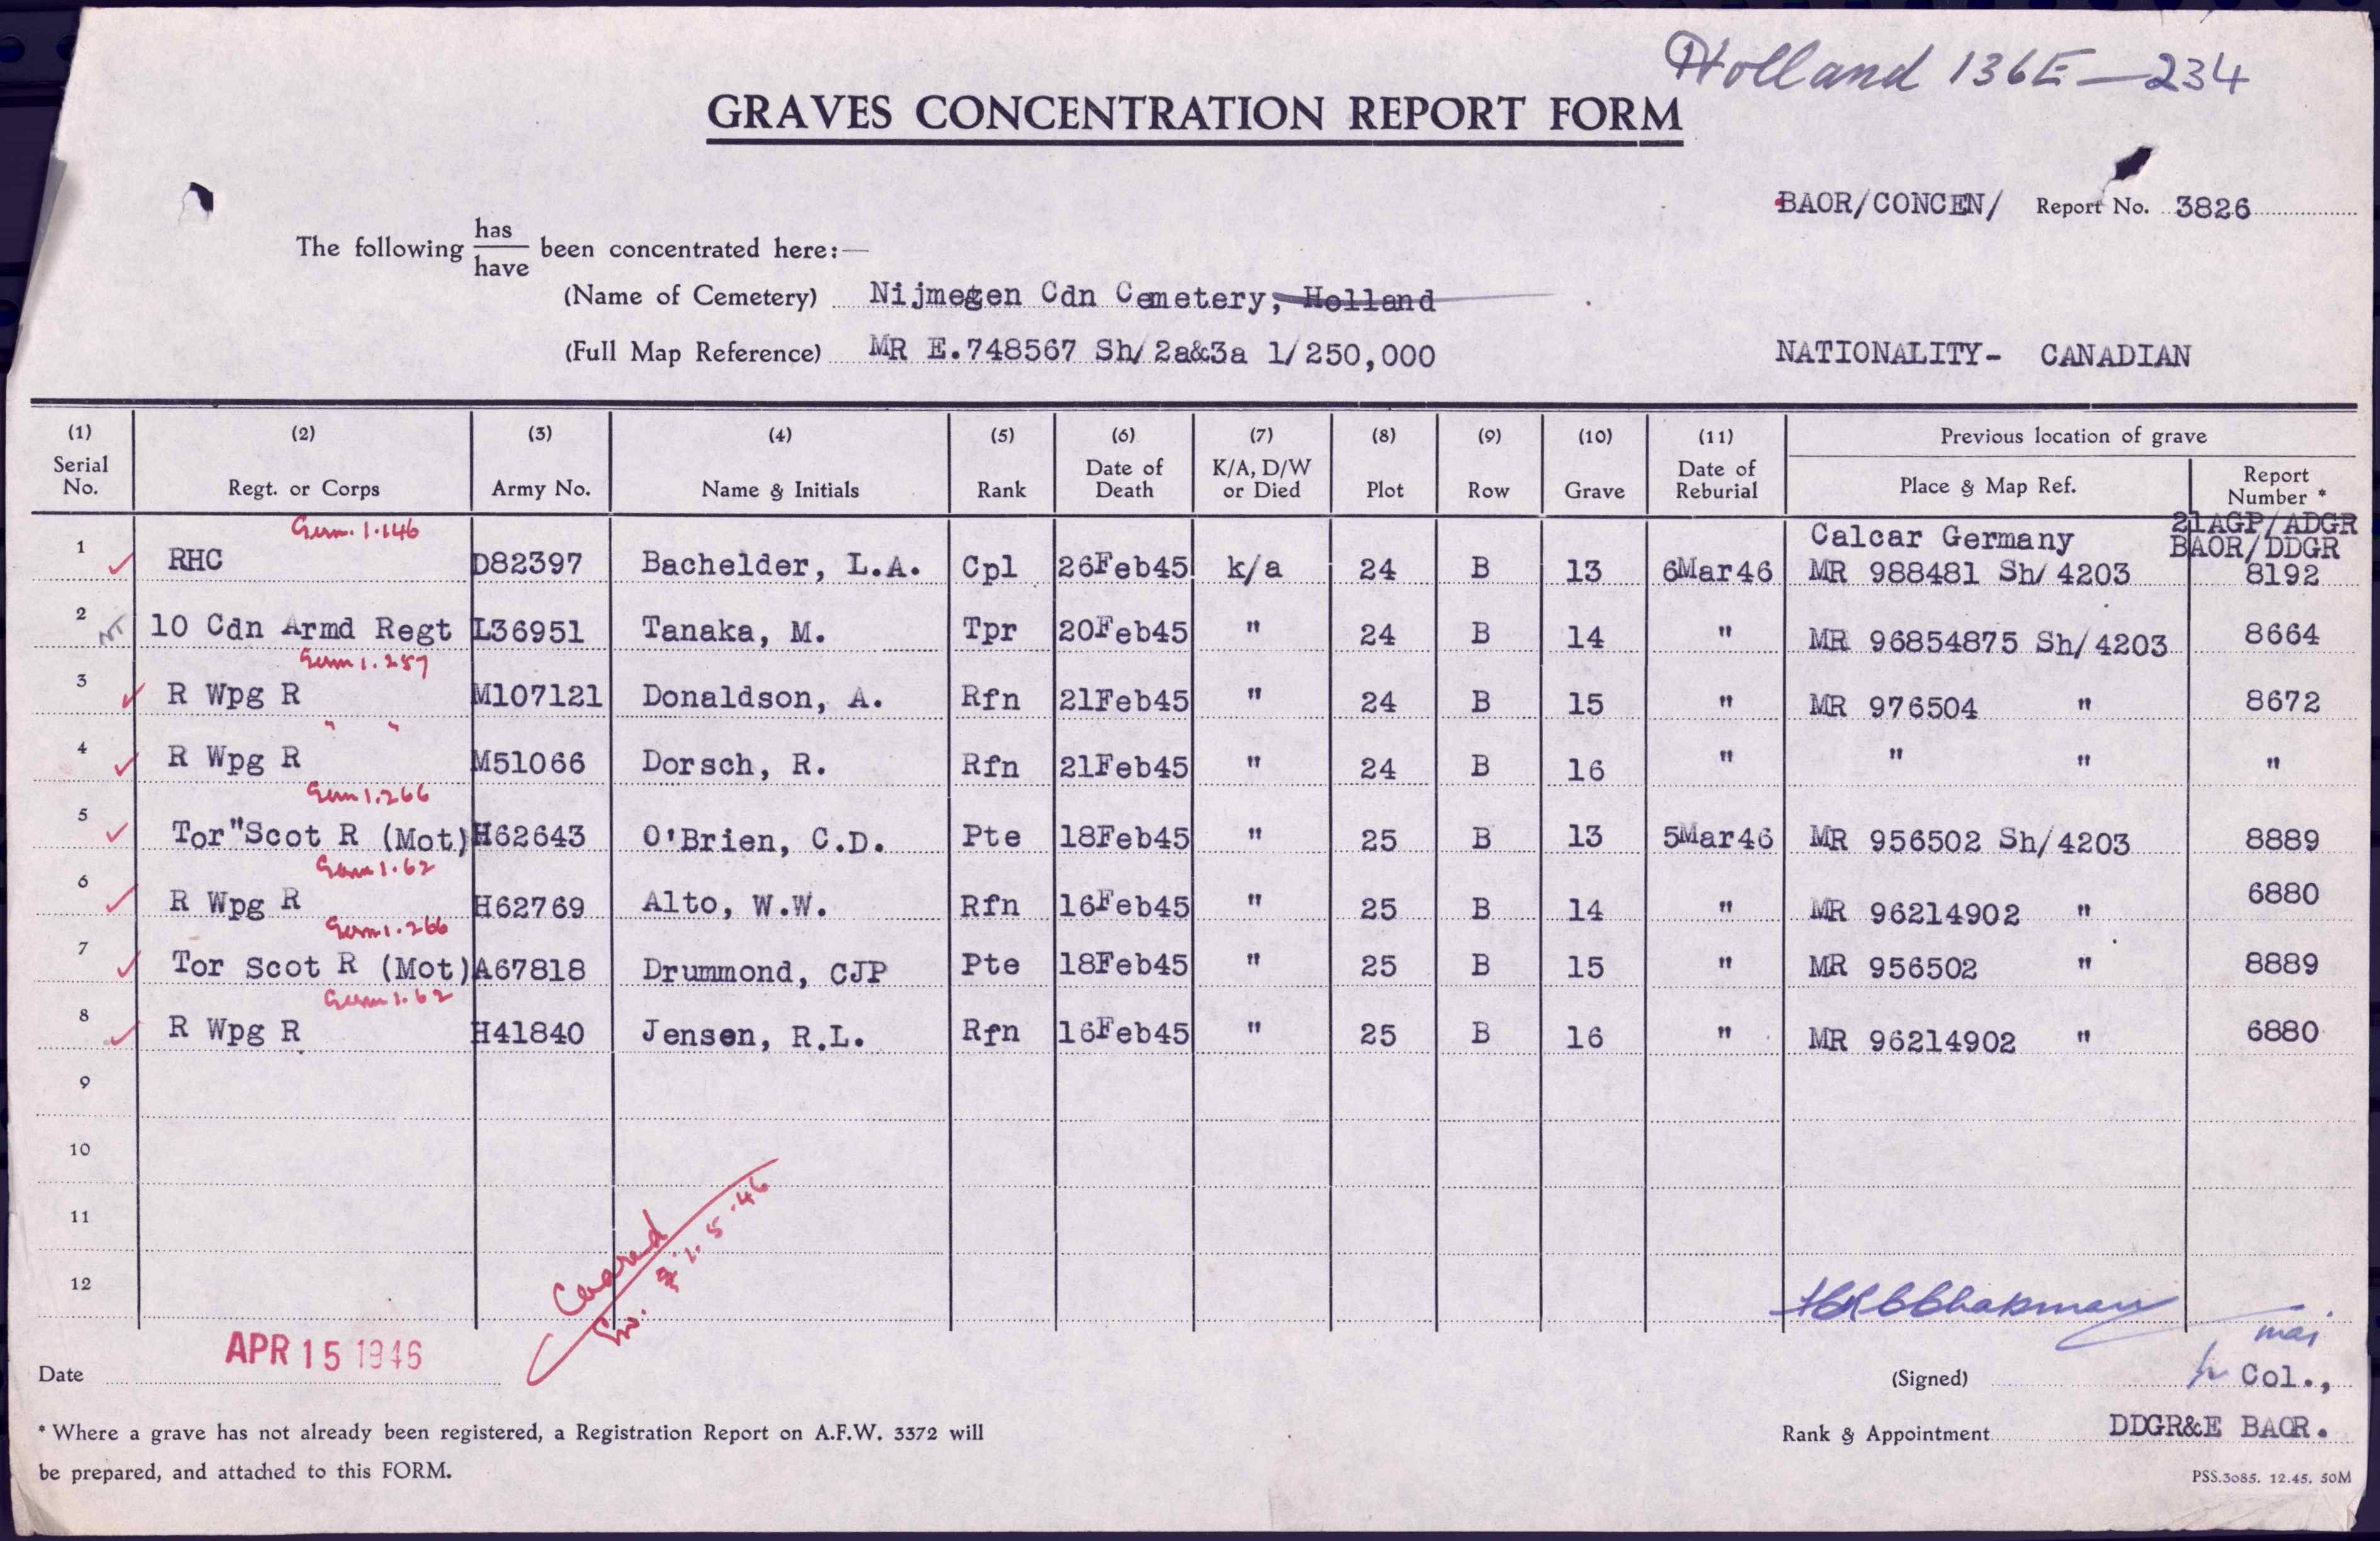 Holland 136E-234
GRAVES CONCENTRATION REPORT FORM
BAOR/CONCEN/ Report No. 3826
The following has/have been concentrated here:—
(Name of Cemetery) Nijmegen Cdn Cemetery, Holland
(Full Map Reference) MR E.748567 Sh/2a&3a 1/250,000
NATIONALITY- CANADIAN
(1) (2) (3) (4) (5) (6) (7) (8) (9) (10) (11) Previous location of grave
Serial No. Regt. or Corps Army No. Name & Initials Rank Date of Death K/A, D/W or Died Plot Row Grave Date of Reburial Place & Map Ref. Report Number *
Germ. 1.146
Calcar Germany 21AGP/ADGR
BAOR/DDGR
1 RHC D82397 Bachelder, L.A. Cpl 26Feb45 k/a 24 B 13 6Mar46 MR 988481 Sh/4203 8192
2 10 Cdn Armd Regt L36951 Tanaka, M. Tpr 20Feb45 " 24 B 14 " MR 96854875 Sh/4203 8664
Germ 1.257
3 R Wpg R M107121 Donaldson, A. Rfn 21Feb45 " 24 B 15 " MR 976504 " 8672
" "
4 R Wpg R M51066 Dorsch, R. Rfn 21Feb45 " 24 B 16 " " " "
Germ 1.266
5 Tor"Scot R (Mot) H62643 O'Brien, C.D. Pte 18Feb45 " 25 B 13 5Mar46 MR 956502 Sh/4203 8889
Germ 1.62
6 R Wpg R H62769 Alto, W.W. Rfn 16Feb45 " 25 B 14 " MR 96214902 " 6880
Germ 1.266
7 Tor Scot R (Mot) A67818 Drummond, CJP Pte 18Feb45 " 25 B 15 " MR 956502 " 8889
Germ 1.62
8 R Wpg R H41840 Jensen, R.L. Rfn 16Feb45 " 25 B 16 " MR 96214902 " 6880
9
10
11
12
APR 15 1946
Date
(Signed) Maj
Col.,
* Where a grave has not already been registered, a Registration Report on A.F.W. 3372 will
be prepared, and attached to this FORM.
Rank & Appointment DDGR&E BAOR.
PSS.3085. 12.45. 50M